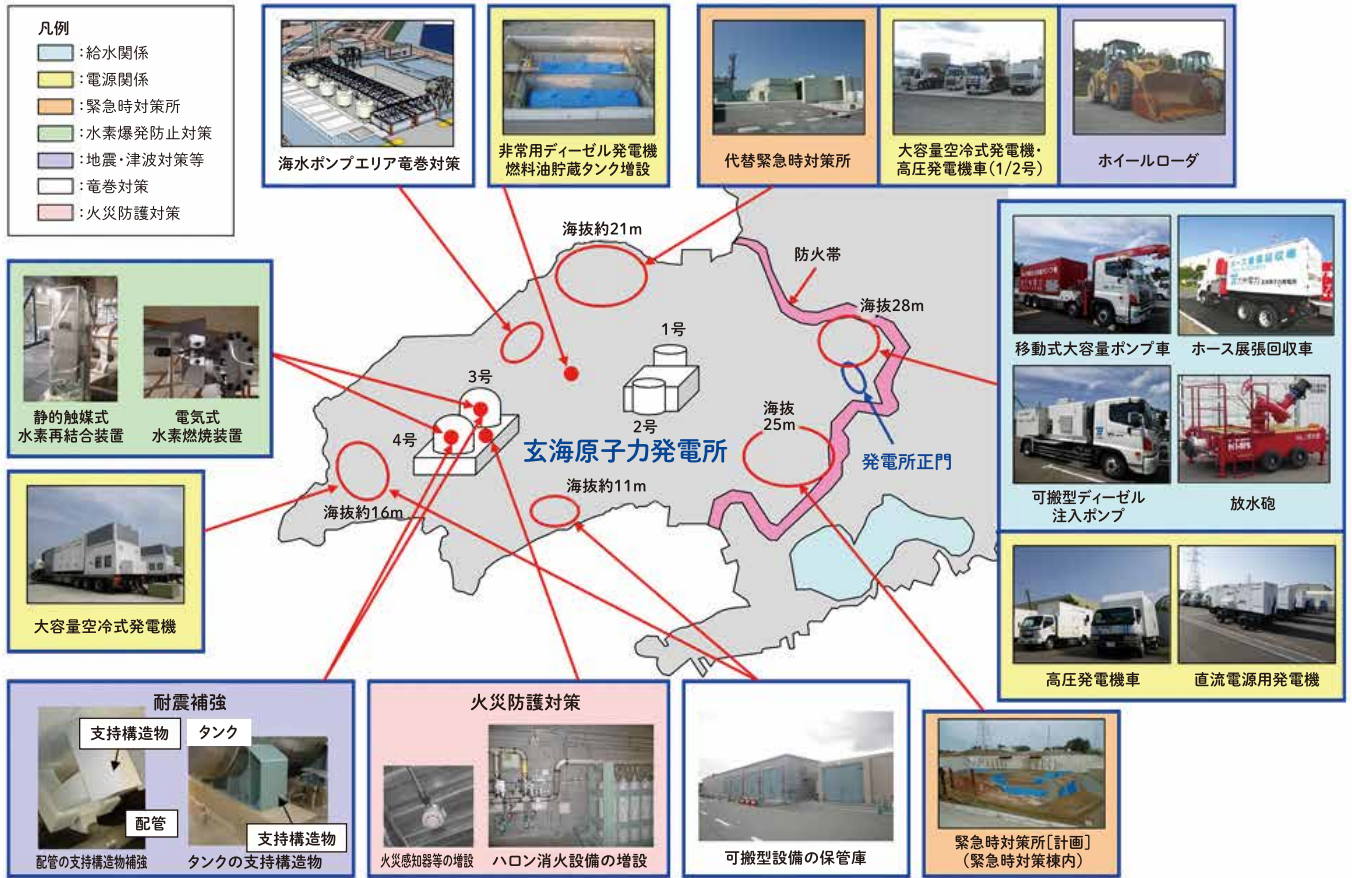 凡例
:給水関係
:電源関係
:緊急時対策所
:水素爆発防止対策
:地震・津波対策等
:竜巻対策
:火災防護対策
海水ポンプエリア竜巻対策
非常用ディーゼル発電機
燃料油貯蔵タンク増設
代替緊急時対策所
大容量空冷式発電機・
高圧発電機車(1/2号)
ホイールローダ
海抜約21m
防火帯
海抜28m
1号
2号
3号
4号
海抜
25m
玄海原子力発電所
発電所正門
海抜約11m
海抜約16m
静的触媒式
水素再結合装置
電気式
水素燃焼装置
移動式大容量ポンプ車
ホース展張回収車
可搬型ディーゼル
注入ポンプ
放水砲
大容量空冷式発電機
高圧発電機車
直流電源用発電機
耐震補強
支持構造物
配管
配管の支持構造物補強
タンク
支持構造物
タンクの支持構造物
火災防護対策
火災感知器等の増設
ハロン消火設備の増設
可搬型設備の保管庫
緊急時対策所[計画]
(緊急時対策棟内)